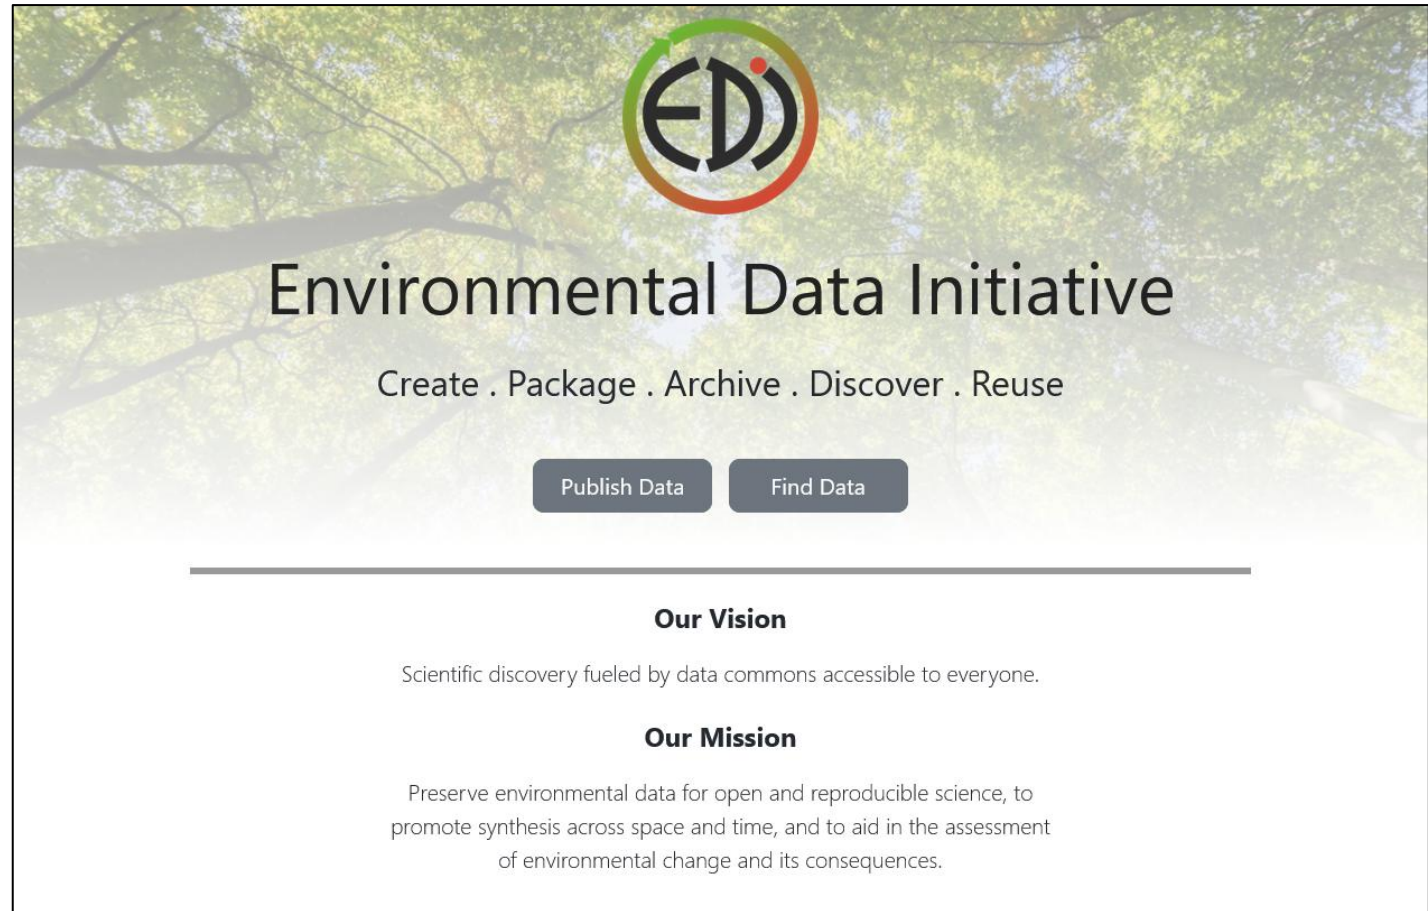 EDI
Environmental Data Initiative
Create . Package . Archive . Discover . Reuse
Publish Data
Find Data
Our Vision
Scientific discovery fueled by data commons accessible to everyone.
Our Mission
Preserve environmental data for open and reproducible science, to
promote synthesis across space and time, and to aid in the assessment
of environmental change and its consequences.